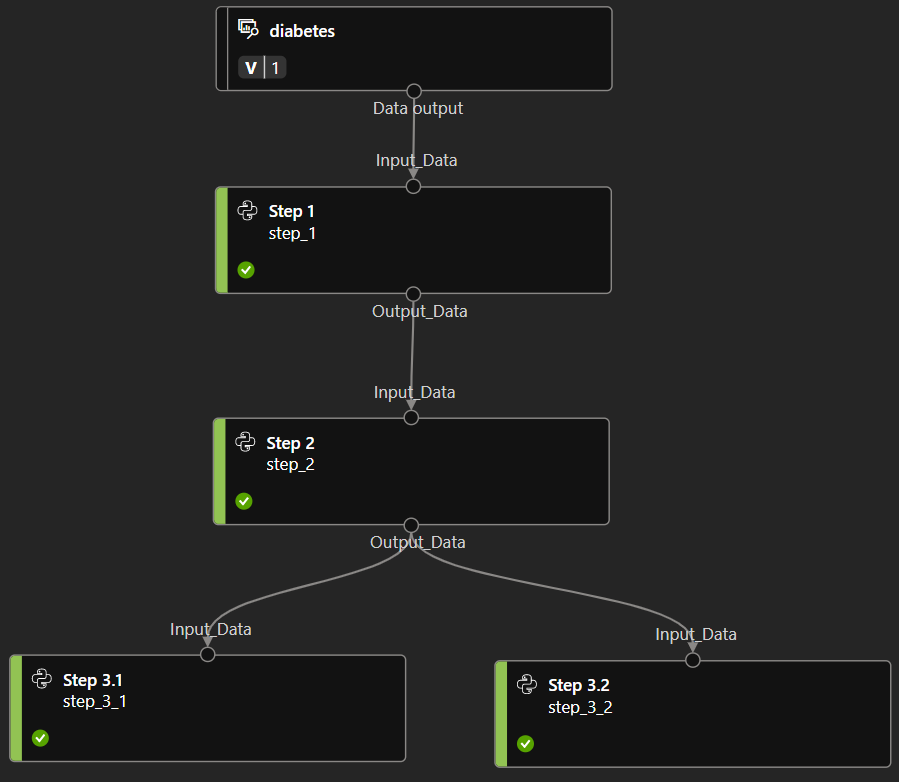 diabetes
V 1
Data output
Input_Data
Step 1
step_1
Output_Data
Input_Data
Step 2
step_2
Output_Data
Input_Data
Input_Data
Step 3.1
step_3_1
Step 3.2
step_3_2